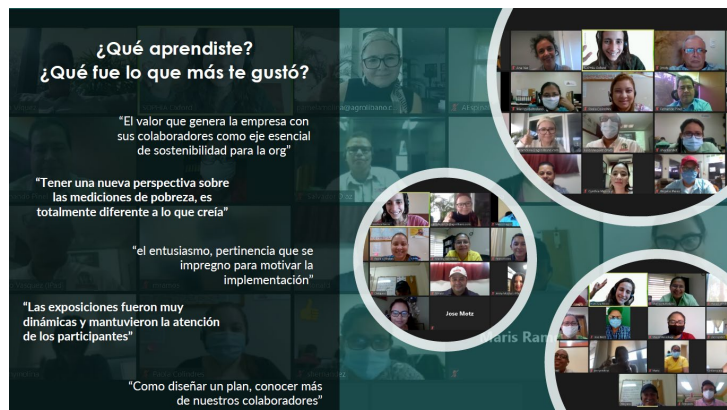 ¿Qué aprendiste?
¿Qué fue lo que más te gustó?
“El valor que genera la empresa con
sus colaboradores como eje esencial
de sostenibilidad para la org”
“Tener una nueva perspectiva sobre
las mediciones de pobreza, es
totalmente diferente a lo que creía”
“el entusiasmo, pertinencia que se
impregno para motivar la
implementación”
“Las exposiciones fueron muy
dinámicas y mantuvieron la atención
de los participantes”
“Como diseñar un plan, conocer más
de nuestros colaboradores”
Jose Motz